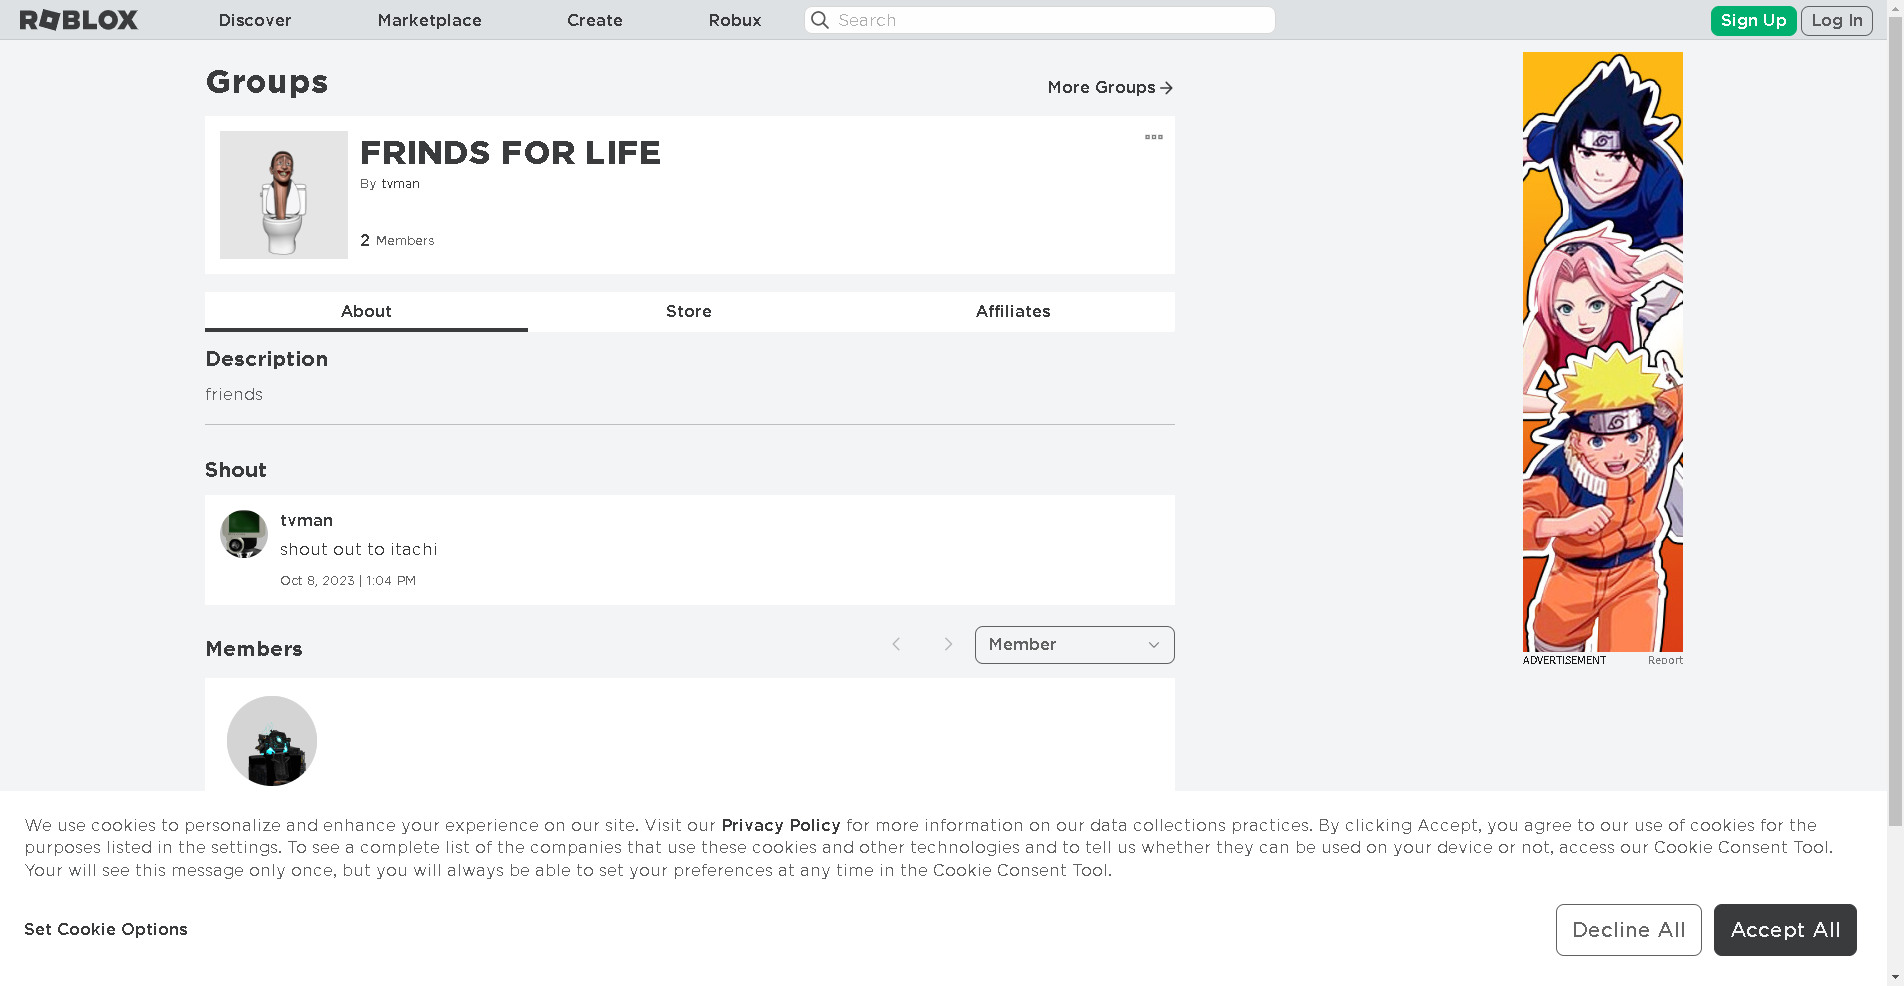 ROBLOX
Discover
Marketplace
Create
Robux
Search
Sign Up
Log In
Groups
More Groups
FRINDS FOR LIFE
By tvman
2 Members
About
Store
Affiliates
Description
friends
Shout
tvman
shout out to itachi
Oct 8, 2023 | 1:04 PM
Members
Member
ADVERTISEMENT
Report
We use cookies to personalize and enhance your experience on our site. Visit our Privacy Policy for more information on our data collections practices. By clicking Accept, you agree to our use of cookies for the
purposes listed in the settings. To see a complete list of the companies that use these cookies and other technologies and to tell us whether they can be used on your device or not, access our Cookie Consent Tool.
Your will see this message only once, but you will always be able to set your preferences at any time in the Cookie Consent Tool.
Set Cookie Options
Decline All
Accept All